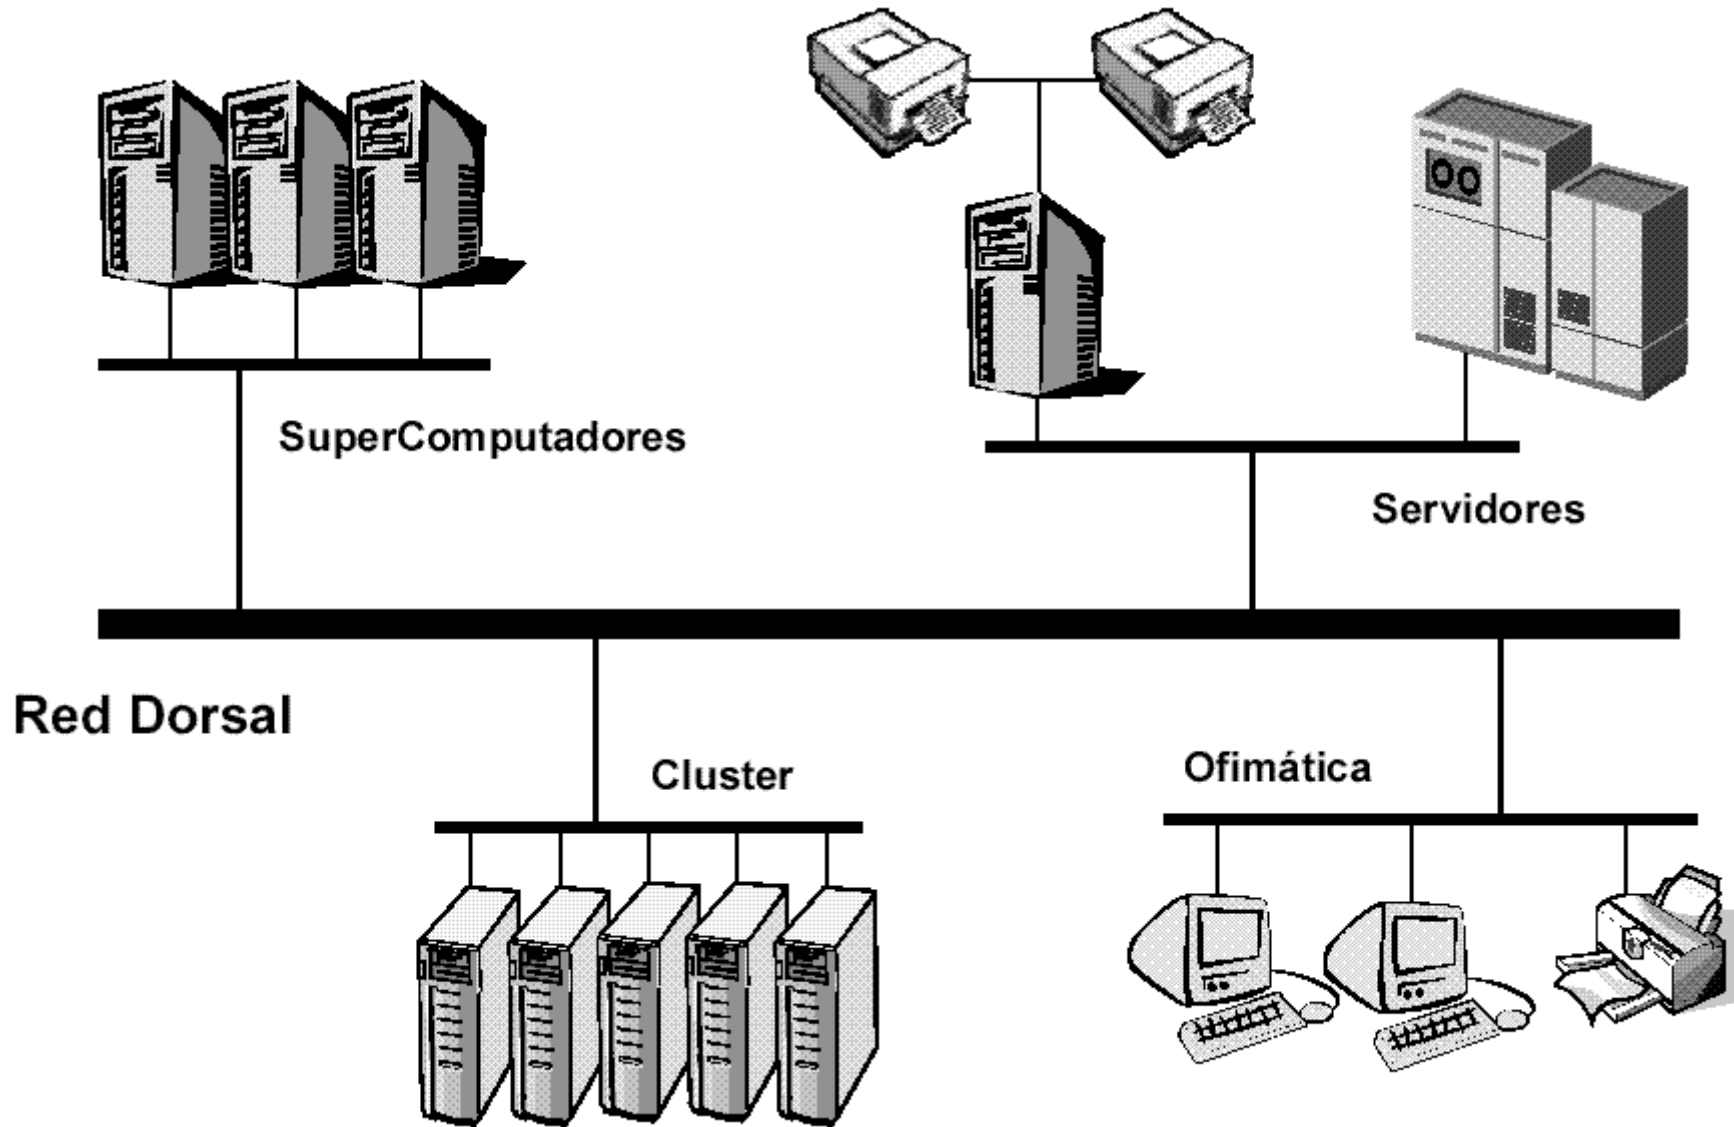 SuperComputadores
Servidores
Red Dorsal
Cluster
Ofimática